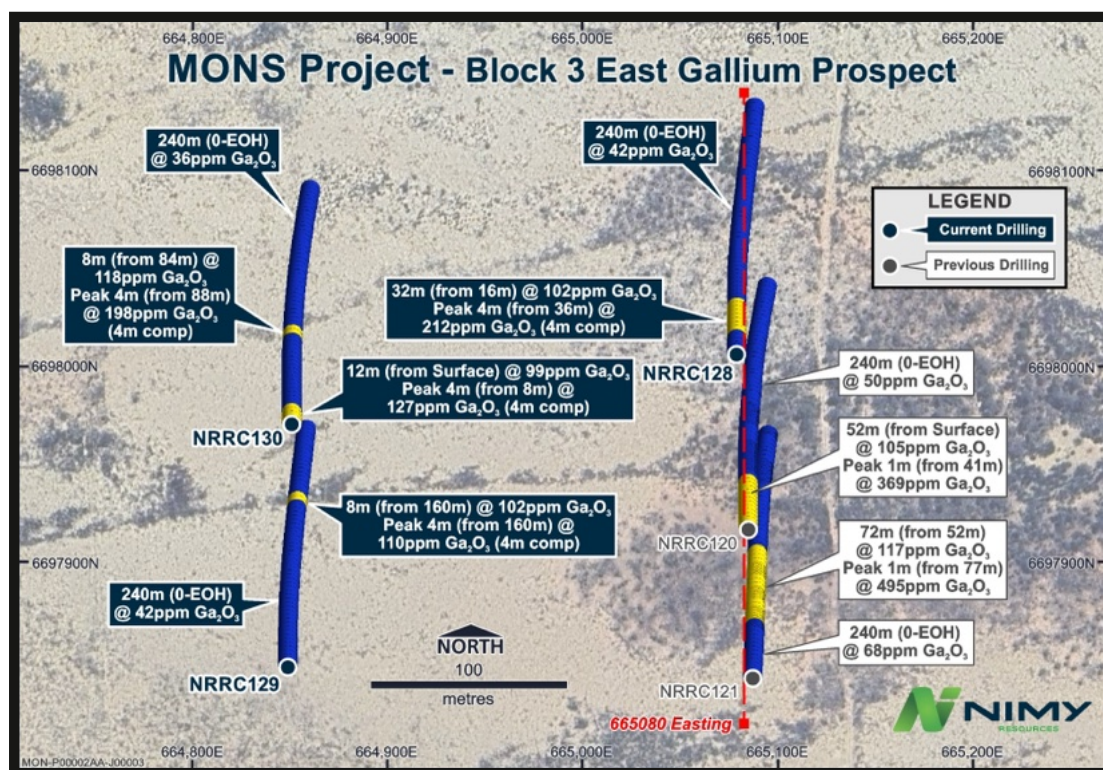 664,800E
664,900E
665,000E
665,100E
665,200E
MONS Project - Block 3 East Gallium Prospect
240m (0-EOH)
@ 36ppm Ga₂O₃
240m (0-EOH)
@ 42ppm Ga₂O₃
6698100N
6698100N
LEGEND
Current Drilling
Previous Drilling
8m (from 84m) @
118ppm Ga₂O₃
Peak 4m (from 88m)
@ 198ppm Ga₂O₃
(4m comp)
32m (from 16m) @ 102ppm Ga₂O₃
Peak 4m (from 36m) @
212ppm Ga₂O₃ (4m comp)
6698000N
6698000N
NRRC128
12m (from Surface) @ 99ppm Ga₂O₃
Peak 4m (from 8m) @
127ppm Ga₂O₃ (4m comp)
240m (0-EOH)
@ 50ppm Ga₂O₃
NRRC130
52m (from Surface)
@ 105ppm Ga₂O₃
Peak 1m (from 41m)
@ 369ppm Ga₂O₃
8m (from 160m) @ 102ppm Ga₂O₃
Peak 4m (from 160m) @
110ppm Ga₂O₃ (4m comp)
NRRC120
6697900N
6697900N
72m (from 52m)
@ 117ppm Ga₂O₃
Peak 1m (from 77m)
@ 495ppm Ga₂O₃
240m (0-EOH)
@ 42ppm Ga₂O₃
240m (0-EOH)
@ 68ppm Ga₂O₃
NORTH
100
metres
NRRC129
NRRC121
665080 Easting
NIMY
RESOURCES
664,800E
664,900E
665,000E
665,100E
665,200E
MON-P00002AA-J00003